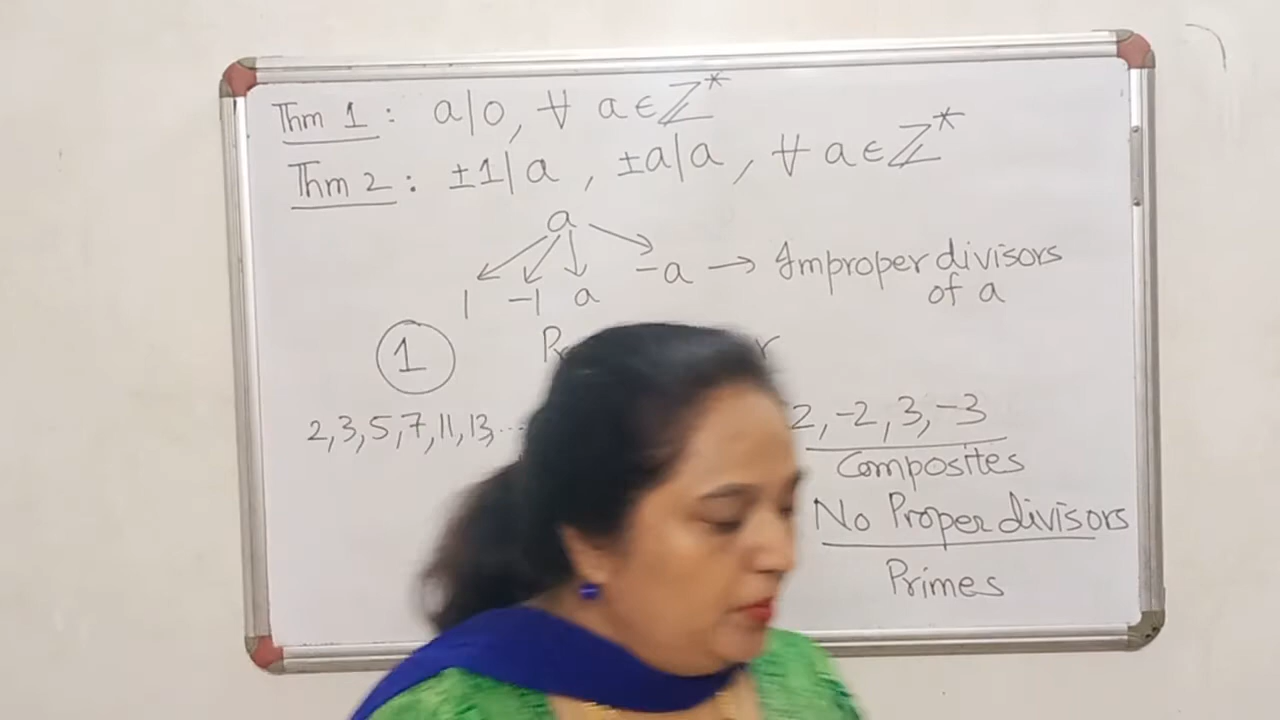 Thm 1 : a|0, ∀ a ∈ ℤ*
Thm 2 : ±1|a , ±a|a , ∀ a ∈ ℤ*
a
1 -1 a -a → Improper divisors
of a
1
2,3,5,7,11,13,...
2,-2,3,-3
Composites
No Proper divisors
Primes